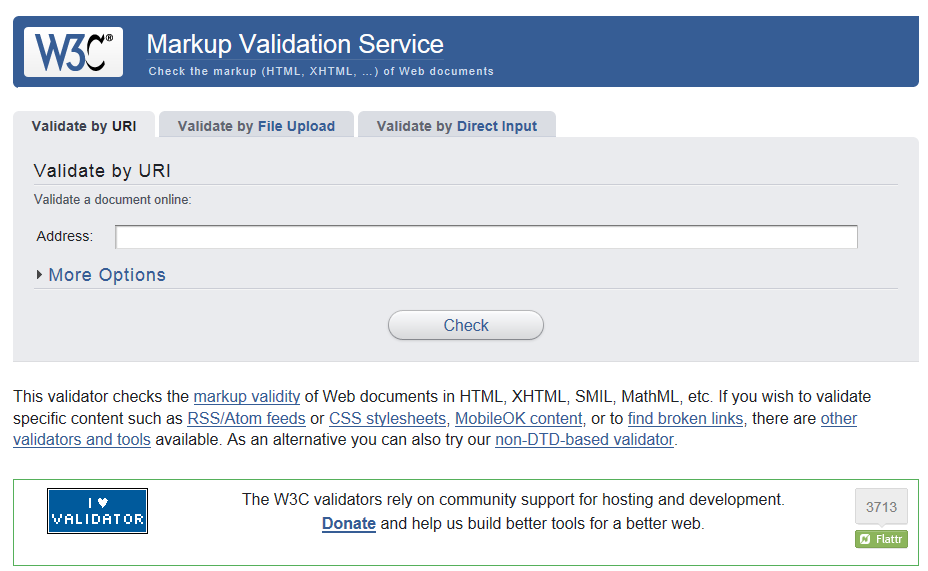 W3C® Markup Validation Service
Check the markup (HTML, XHTML, …) of Web documents
Validate by URI Validate by File Upload Validate by Direct Input
Validate by URI
Validate a document online:
Address:
More Options
Check
This validator checks the markup validity of Web documents in HTML, XHTML, SMIL, MathML, etc. If you wish to validate
specific content such as RSS/Atom feeds or CSS stylesheets, MobileOK content, or to find broken links, there are other
validators and tools available. As an alternative you can also try our non-DTD-based validator.
I ♥
VALIDATOR
The W3C validators rely on community support for hosting and development.
Donate and help us build better tools for a better web.
3713
Flattr